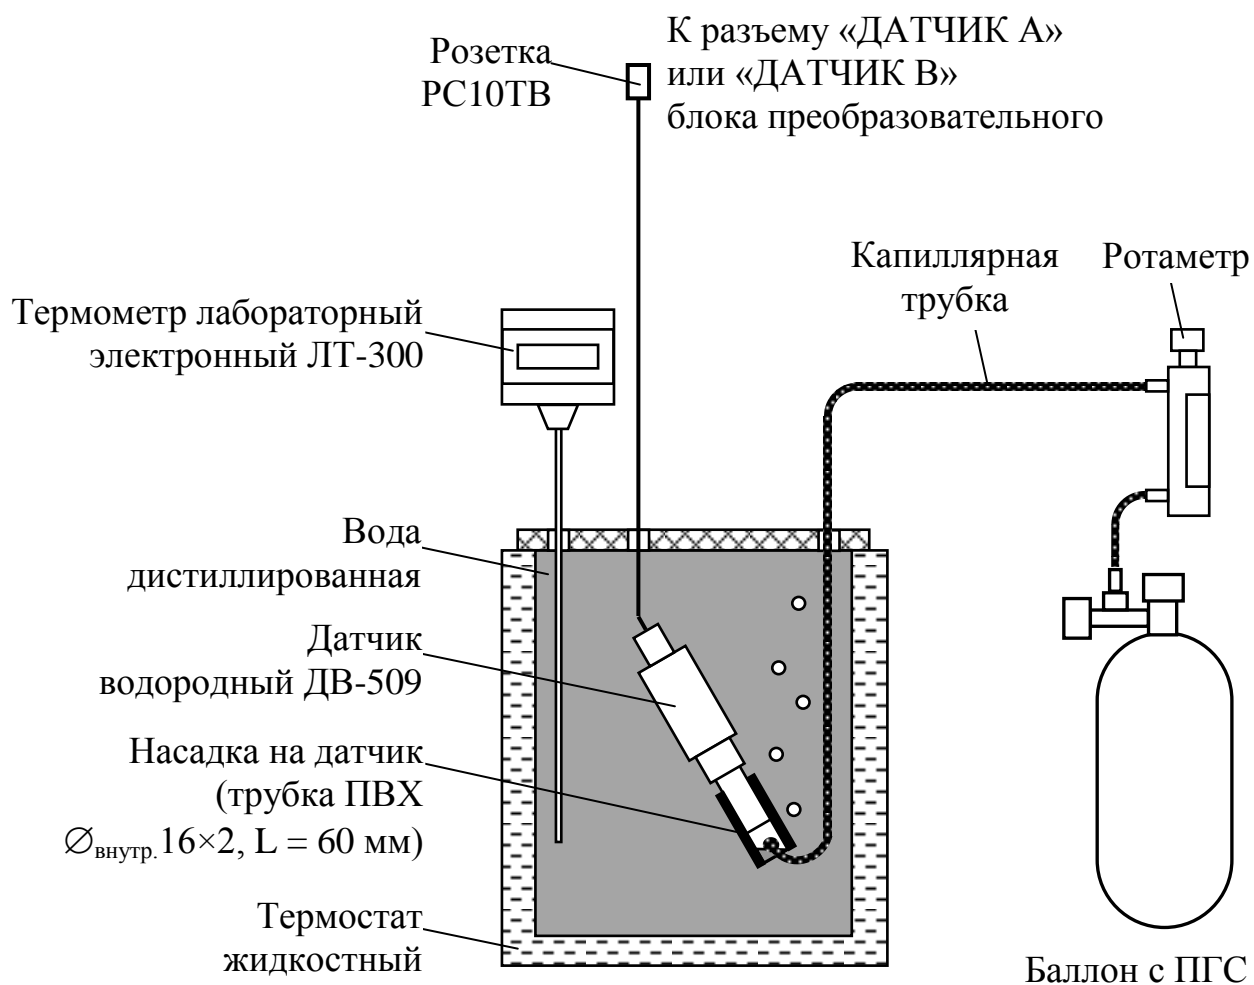 Розетка
РС10ТВ
К разъему «ДАТЧИК А»
или «ДАТЧИК В»
блока преобразовательного
Капиллярная
трубка
Ротаметр
Термометр лабораторный
электронный ЛТ-300
Вода
дистиллированная
Датчик
водородный ДВ-509
Насадка на датчик
(трубка ПВХ
∅внутр.16×2, L = 60 мм)
Термостат
жидкостный
Баллон с ПГС